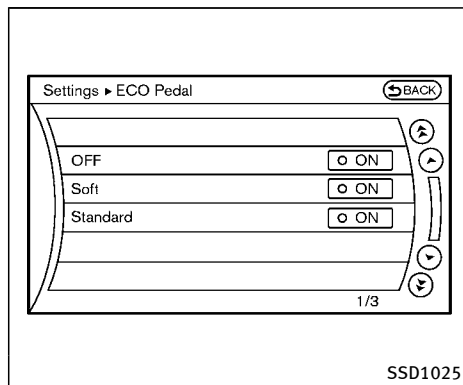 Settings ▸ ECO Pedal BACK
OFF ON
Soft ON
Standard ON
1/3
SSD1025